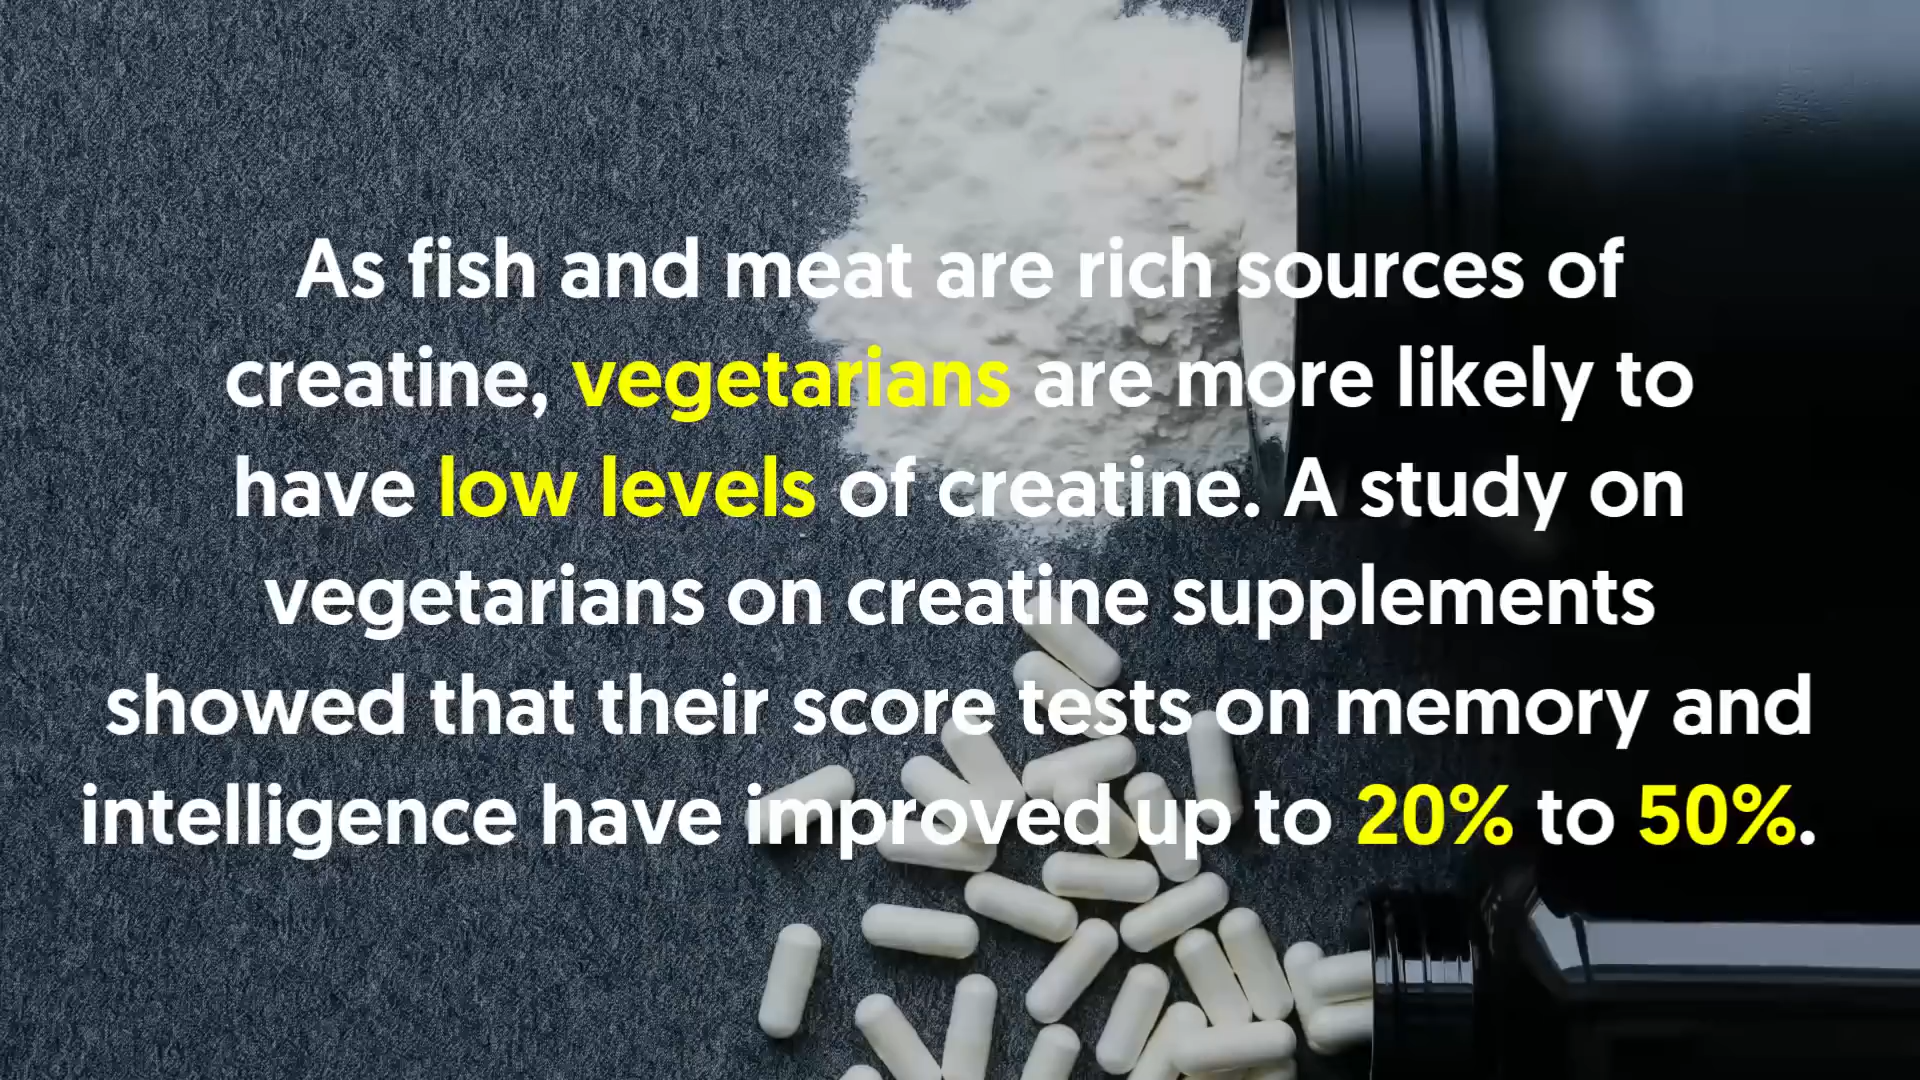 As fish and meat are rich sources of
creatine, vegetarians are more likely to
have low levels of creatine. A study on
vegetarians on creatine supplements
showed that their score tests on memory and
intelligence have improved up to 20% to 50%.